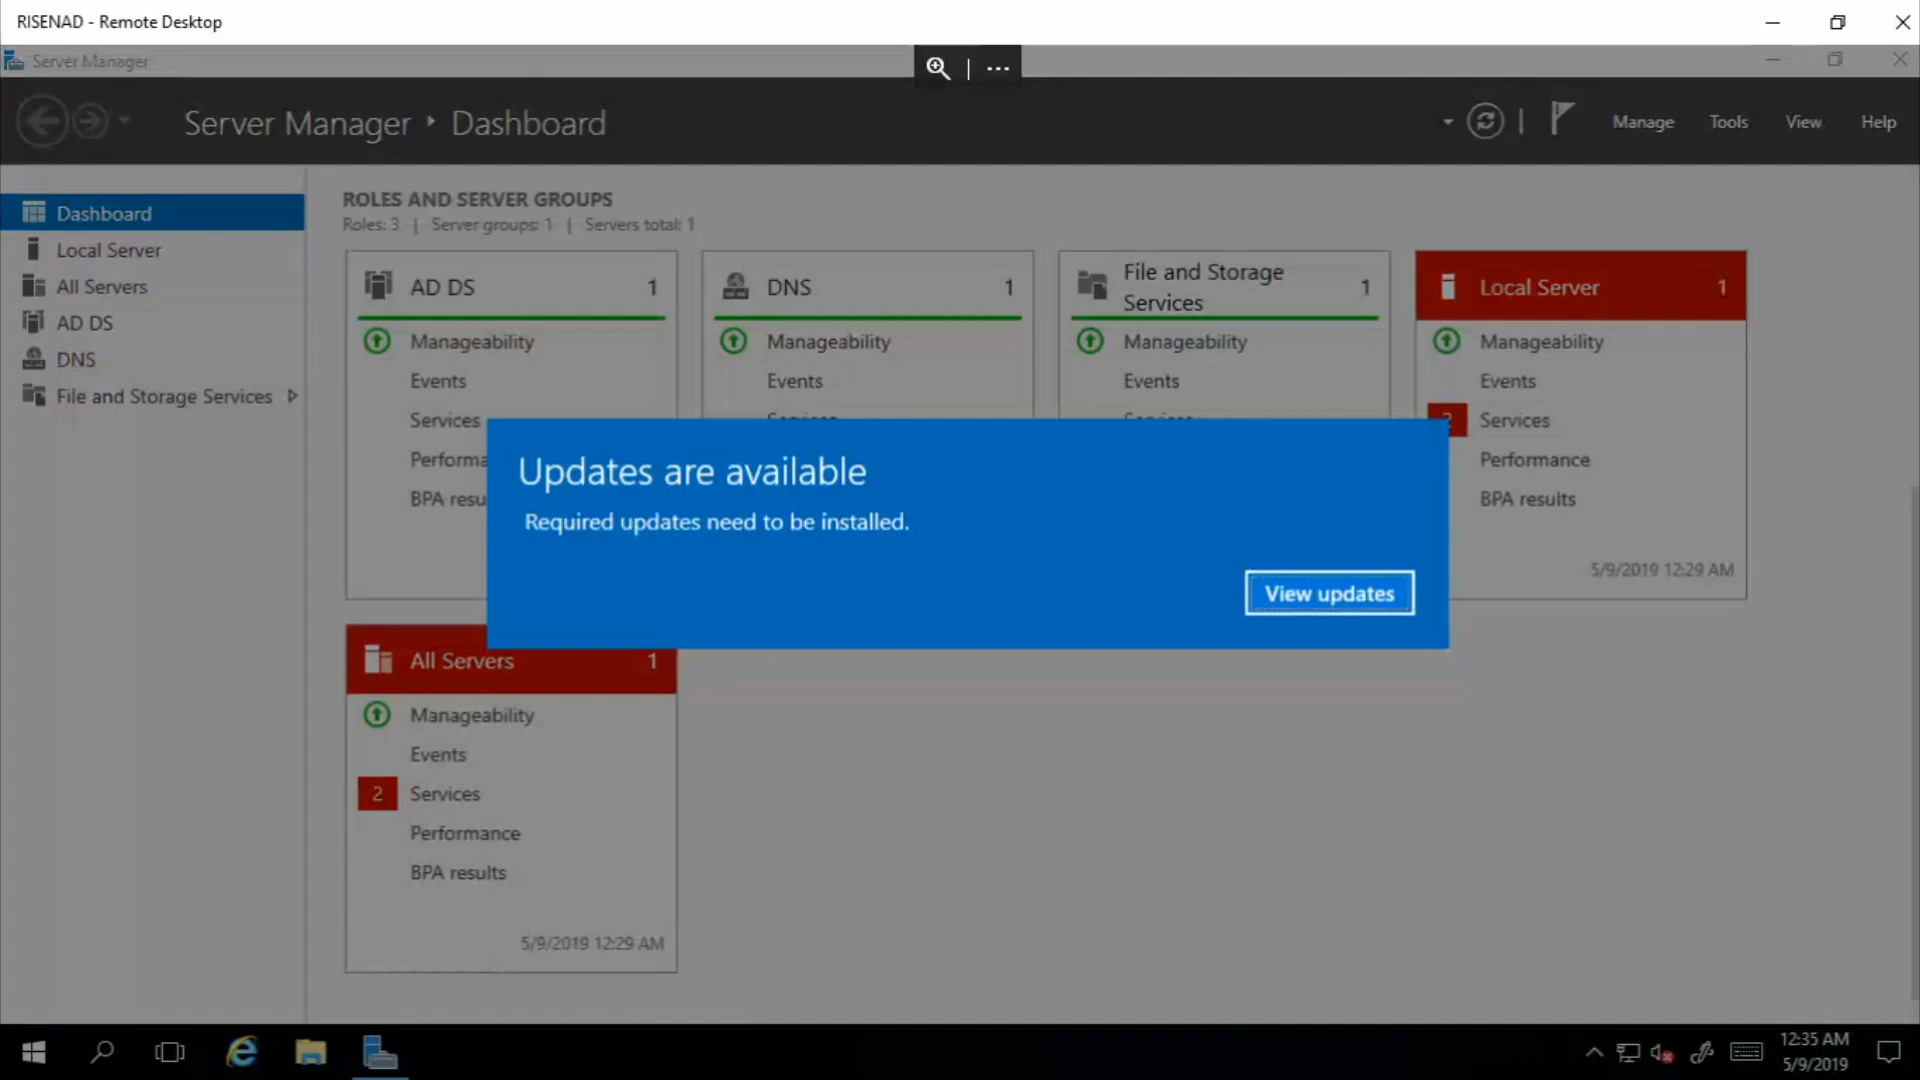 RISENAD - Remote Desktop
Server Manager
Server Manager ‣ Dashboard
Manage
Tools
View
Help
Dashboard
Local Server
All Servers
AD DS
DNS
File and Storage Services
ROLES AND SERVER GROUPS
Roles: 3 | Server groups: 1 | Servers total: 1
AD DS 1
Manageability
Events
Services
DNS 1
Manageability
Events
Services
File and Storage
Services 1
Manageability
Events
Services
Local Server 1
Manageability
Events
2 Services
Performance
BPA results
5/9/2019 12:29 AM
Updates are available
Required updates need to be installed.
View updates
All Servers 1
Manageability
Events
2 Services
Performance
BPA results
5/9/2019 12:29 AM
12:35 AM
5/9/2019